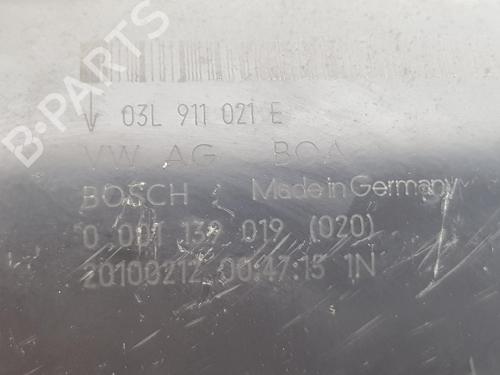 03L 911 021 E
VW AG BOA
BOSCH Made in Germany
0 001 139 019 (020)
20100212 00:47:15 1N
B-PARTS